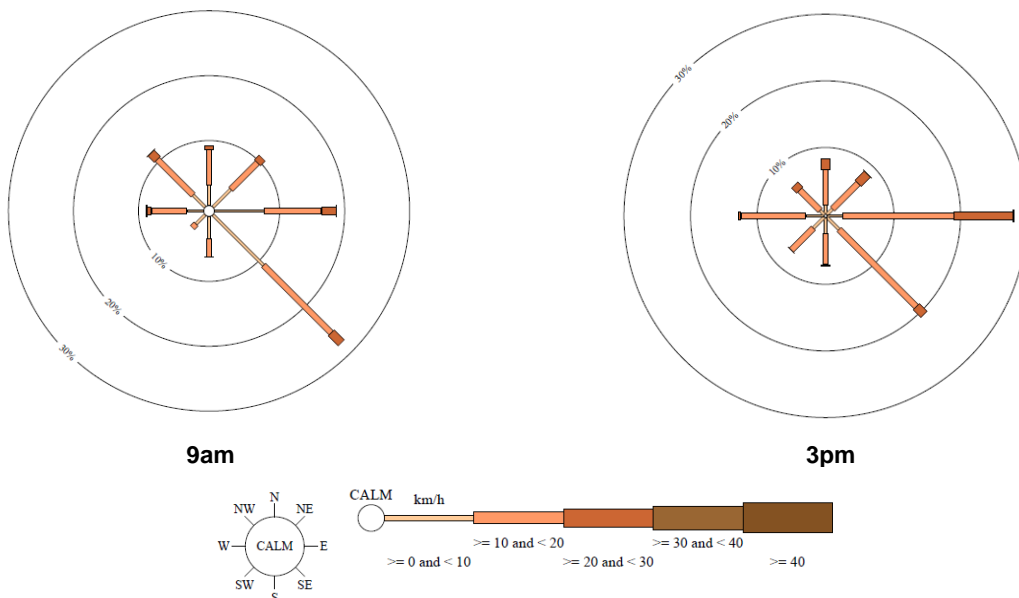 30%
20%
10%
10%
20%
30%
9am
3pm
N
NW
NE
W
CALM
E
SW
SE
S
CALM
km/h
>= 10 and < 20
>= 30 and < 40
>= 0 and < 10
>= 20 and < 30
>= 40